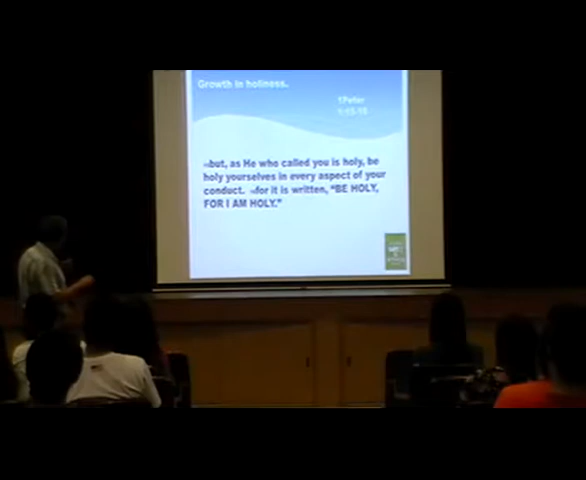 Growth in holiness.
1Peter
1:15-16
but, as He who called you is holy, be
holy yourselves in every aspect of your
conduct. for it is written, "BE HOLY,
FOR I AM HOLY."